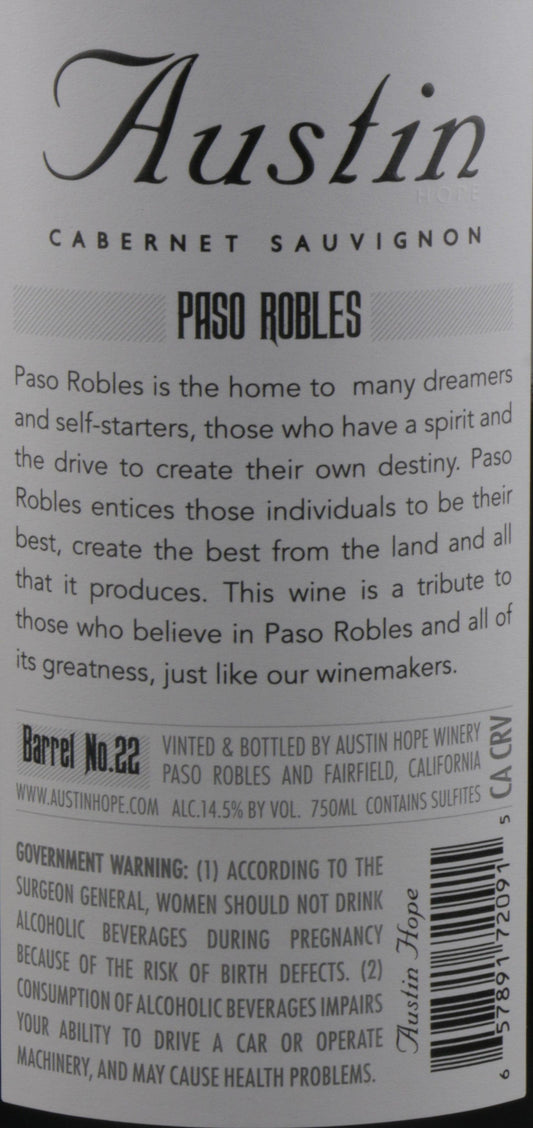 Austin
HOPE
CABERNET SAUVIGNON
PASO ROBLES
Paso Robles is the home to many dreamers
and self-starters, those who have a spirit and
the drive to create their own destiny. Paso
Robles entices those individuals to be their
best, create the best from the land and all
that it produces. This wine is a tribute to
those who believe in Paso Robles and all of
its greatness, just like our winemakers.
Barrel No.22
VINTED & BOTTLED BY AUSTIN HOPE WINERY
PASO ROBLES AND FAIRFIELD, CALIFORNIA
WWW.AUSTINHOPE.COM ALC.14.5% BY VOL. 750ML CONTAINS SULFITES
CA CRV
GOVERNMENT WARNING: (1) ACCORDING TO THE
SURGEON GENERAL, WOMEN SHOULD NOT DRINK
ALCOHOLIC BEVERAGES DURING PREGNANCY
BECAUSE OF THE RISK OF BIRTH DEFECTS. (2)
CONSUMPTION OF ALCOHOLIC BEVERAGES IMPAIRS
YOUR ABILITY TO DRIVE A CAR OR OPERATE
MACHINERY, AND MAY CAUSE HEALTH PROBLEMS.
Austin Hope
6 57891 72091 5